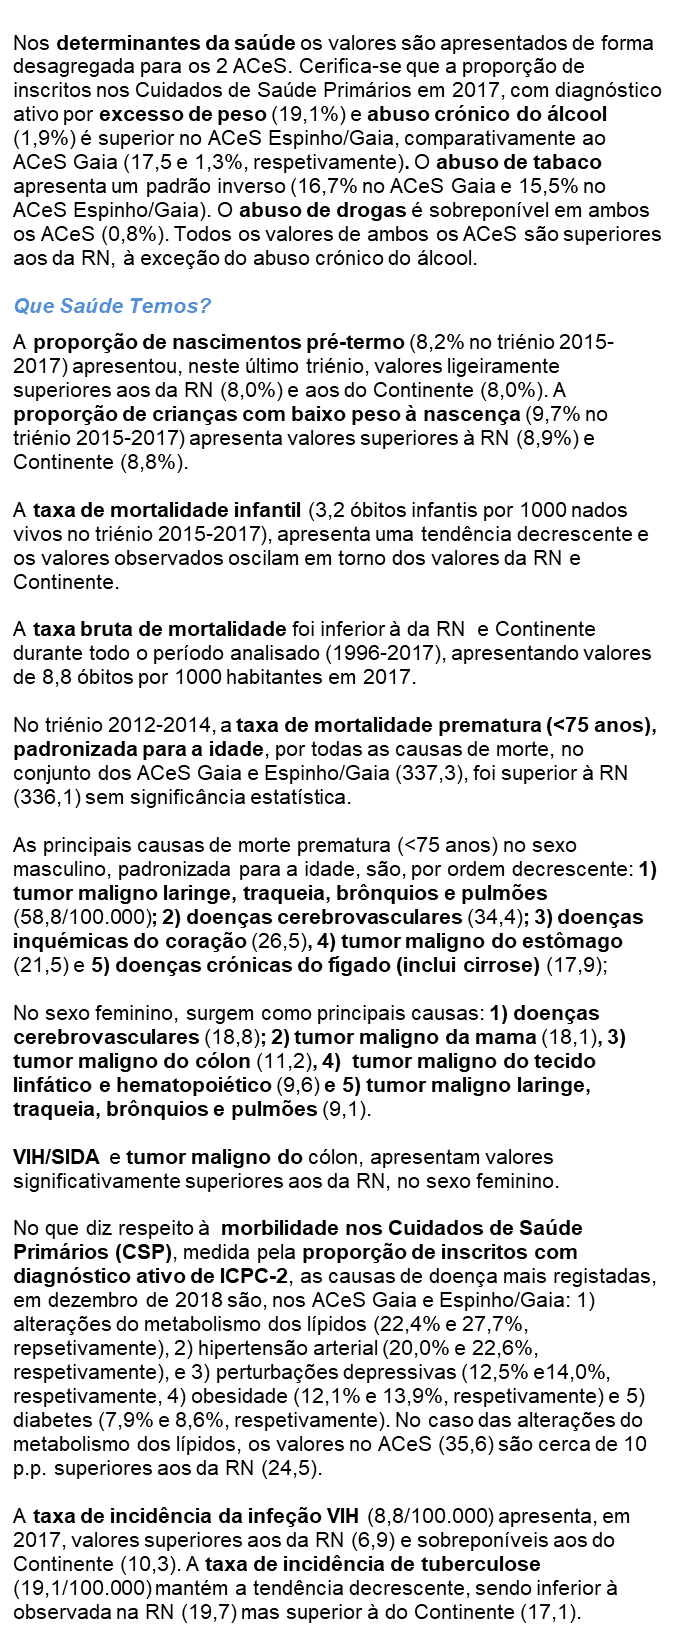 Nos determinantes da saúde os valores são apresentados de forma
desagregada para os 2 ACeS. Cerifica-se que a proporção de
inscritos nos Cuidados de Saúde Primários em 2017, com diagnóstico
ativo por excesso de peso (19,1%) e abuso crónico do álcool
(1,9%) é superior no ACeS Espinho/Gaia, comparativamente ao
ACeS Gaia (17,5 e 1,3%, respetivamente). O abuso de tabaco
apresenta um padrão inverso (16,7% no ACeS Gaia e 15,5% no
ACeS Espinho/Gaia). O abuso de drogas é sobreponível em ambos
os ACeS (0,8%). Todos os valores de ambos os ACeS são superiores
aos da RN, à exceção do abuso crónico do álcool.
Que Saúde Temos?
A proporção de nascimentos pré-termo (8,2% no triénio 2015-
2017) apresentou, neste último triénio, valores ligeiramente
superiores aos da RN (8,0%) e aos do Continente (8,0%). A
proporção de crianças com baixo peso à nascença (9,7% no
triénio 2015-2017) apresenta valores superiores à RN (8,9%) e
Continente (8,8%).
A taxa de mortalidade infantil (3,2 óbitos infantis por 1000 nados
vivos no triénio 2015-2017), apresenta uma tendência decrescente e
os valores observados oscilam em torno dos valores da RN e
Continente.
A taxa bruta de mortalidade foi inferior à da RN e Continente
durante todo o período analisado (1996-2017), apresentando valores
de 8,8 óbitos por 1000 habitantes em 2017.
No triénio 2012-2014, a taxa de mortalidade prematura (<75 anos),
padronizada para a idade, por todas as causas de morte, no
conjunto dos ACeS Gaia e Espinho/Gaia (337,3), foi superior à RN
(336,1) sem significância estatística.
As principais causas de morte prematura (<75 anos) no sexo
masculino, padronizada para a idade, são, por ordem decrescente: 1)
tumor maligno laringe, traqueia, brônquios e pulmões
(58,8/100.000); 2) doenças cerebrovasculares (34,4); 3) doenças
inquémicas do coração (26,5), 4) tumor maligno do estômago
(21,5) e 5) doenças crónicas do fígado (inclui cirrose) (17,9);
No sexo feminino, surgem como principais causas: 1) doenças
cerebrovasculares (18,8); 2) tumor maligno da mama (18,1), 3)
tumor maligno do cólon (11,2), 4) tumor maligno do tecido
linfático e hematopoiético (9,6) e 5) tumor maligno laringe,
traqueia, brônquios e pulmões (9,1).
VIH/SIDA e tumor maligno do cólon, apresentam valores
significativamente superiores aos da RN, no sexo feminino.
No que diz respeito à morbilidade nos Cuidados de Saúde
Primários (CSP), medida pela proporção de inscritos com
diagnóstico ativo de ICPC-2, as causas de doença mais registadas,
em dezembro de 2018 são, nos ACeS Gaia e Espinho/Gaia: 1)
alterações do metabolismo dos lípidos (22,4% e 27,7%,
repsetivamente), 2) hipertensão arterial (20,0% e 22,6%,
respetivamente), e 3) perturbações depressivas (12,5% e14,0%,
respetivamente, 4) obesidade (12,1% e 13,9%, respetivamente) e 5)
diabetes (7,9% e 8,6%, respetivamente). No caso das alterações do
metabolismo dos lípidos, os valores no ACeS (35,6) são cerca de 10
p.p. superiores aos da RN (24,5).
A taxa de incidência da infeção VIH (8,8/100.000) apresenta, em
2017, valores superiores aos da RN (6,9) e sobreponíveis aos do
Continente (10,3). A taxa de incidência de tuberculose
(19,1/100.000) mantém a tendência decrescente, sendo inferior à
observada na RN (19,7) mas superior à do Continente (17,1).